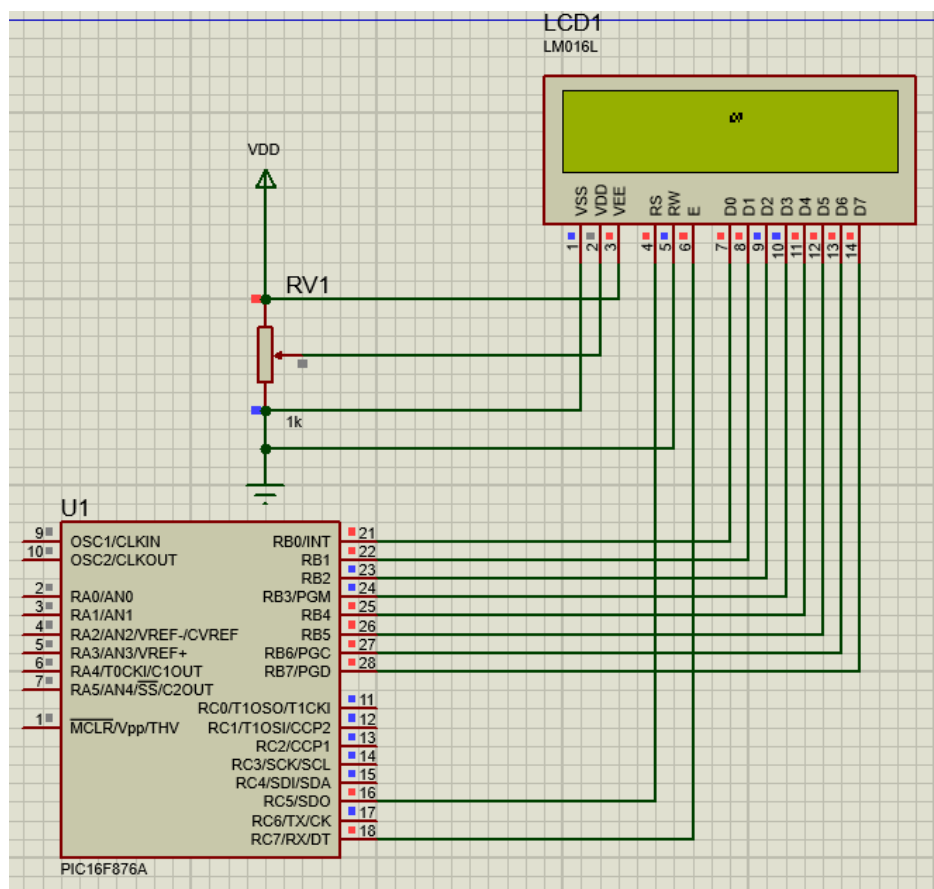 LCD1
LM016L
VSS
VDD
VEE
RS
RW
E
D0
D1
D2
D3
D4
D5
D6
D7
1
2
3
4
5
6
7
8
9
10
11
12
13
14
VDD
RV1
1k
U1
9 OSC1/CLKIN RB0/INT 21
10 OSC2/CLKOUT RB1 22
RB2 23
2 RA0/AN0 RB3/PGM 24
3 RA1/AN1 RB4 25
4 RA2/AN2/VREF-/CVREF RB5 26
5 RA3/AN3/VREF+ RB6/PGC 27
6 RA4/T0CKI/C1OUT RB7/PGD 28
7 RA5/AN4/SS/C2OUT
RC0/T1OSO/T1CKI 11
1 MCLR/Vpp/THV RC1/T1OSI/CCP2 12
RC2/CCP1 13
RC3/SCK/SCL 14
RC4/SDI/SDA 15
RC5/SDO 16
RC6/TX/CK 17
RC7/RX/DT 18
PIC16F876A